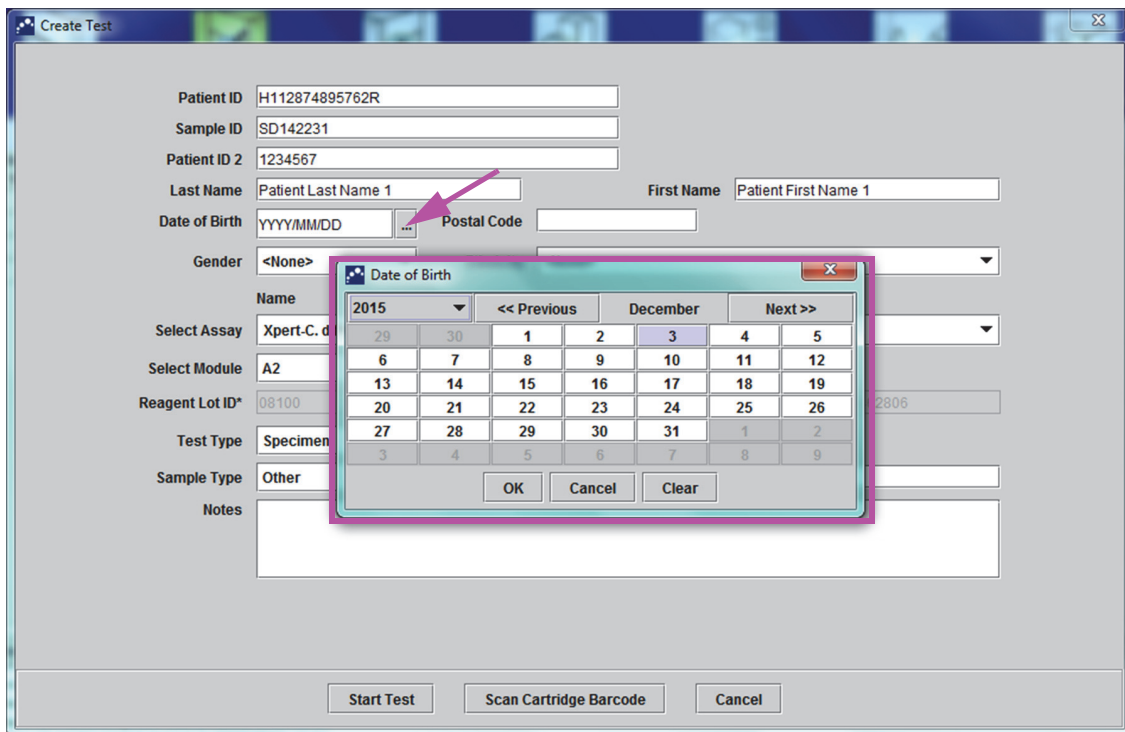 Create Test
Patient ID H112874895762R
Sample ID SD142231
Patient ID 2 1234567
Last Name Patient Last Name 1 First Name Patient First Name 1
Date of Birth YYYY/MM/DD ... Postal Code
Gender <None>
Date of Birth
Name
2015 << Previous December Next >>
29 30 1 2 3 4 5
6 7 8 9 10 11 12
13 14 15 16 17 18 19
20 21 22 23 24 25 26
27 28 29 30 31 1 2
3 4 5 6 7 8 9
OK Cancel Clear
Select Assay Xpert-C. d
Select Module A2
Reagent Lot ID* 08100 2806
Test Type Specimen
Sample Type Other
Notes
Start Test Scan Cartridge Barcode Cancel